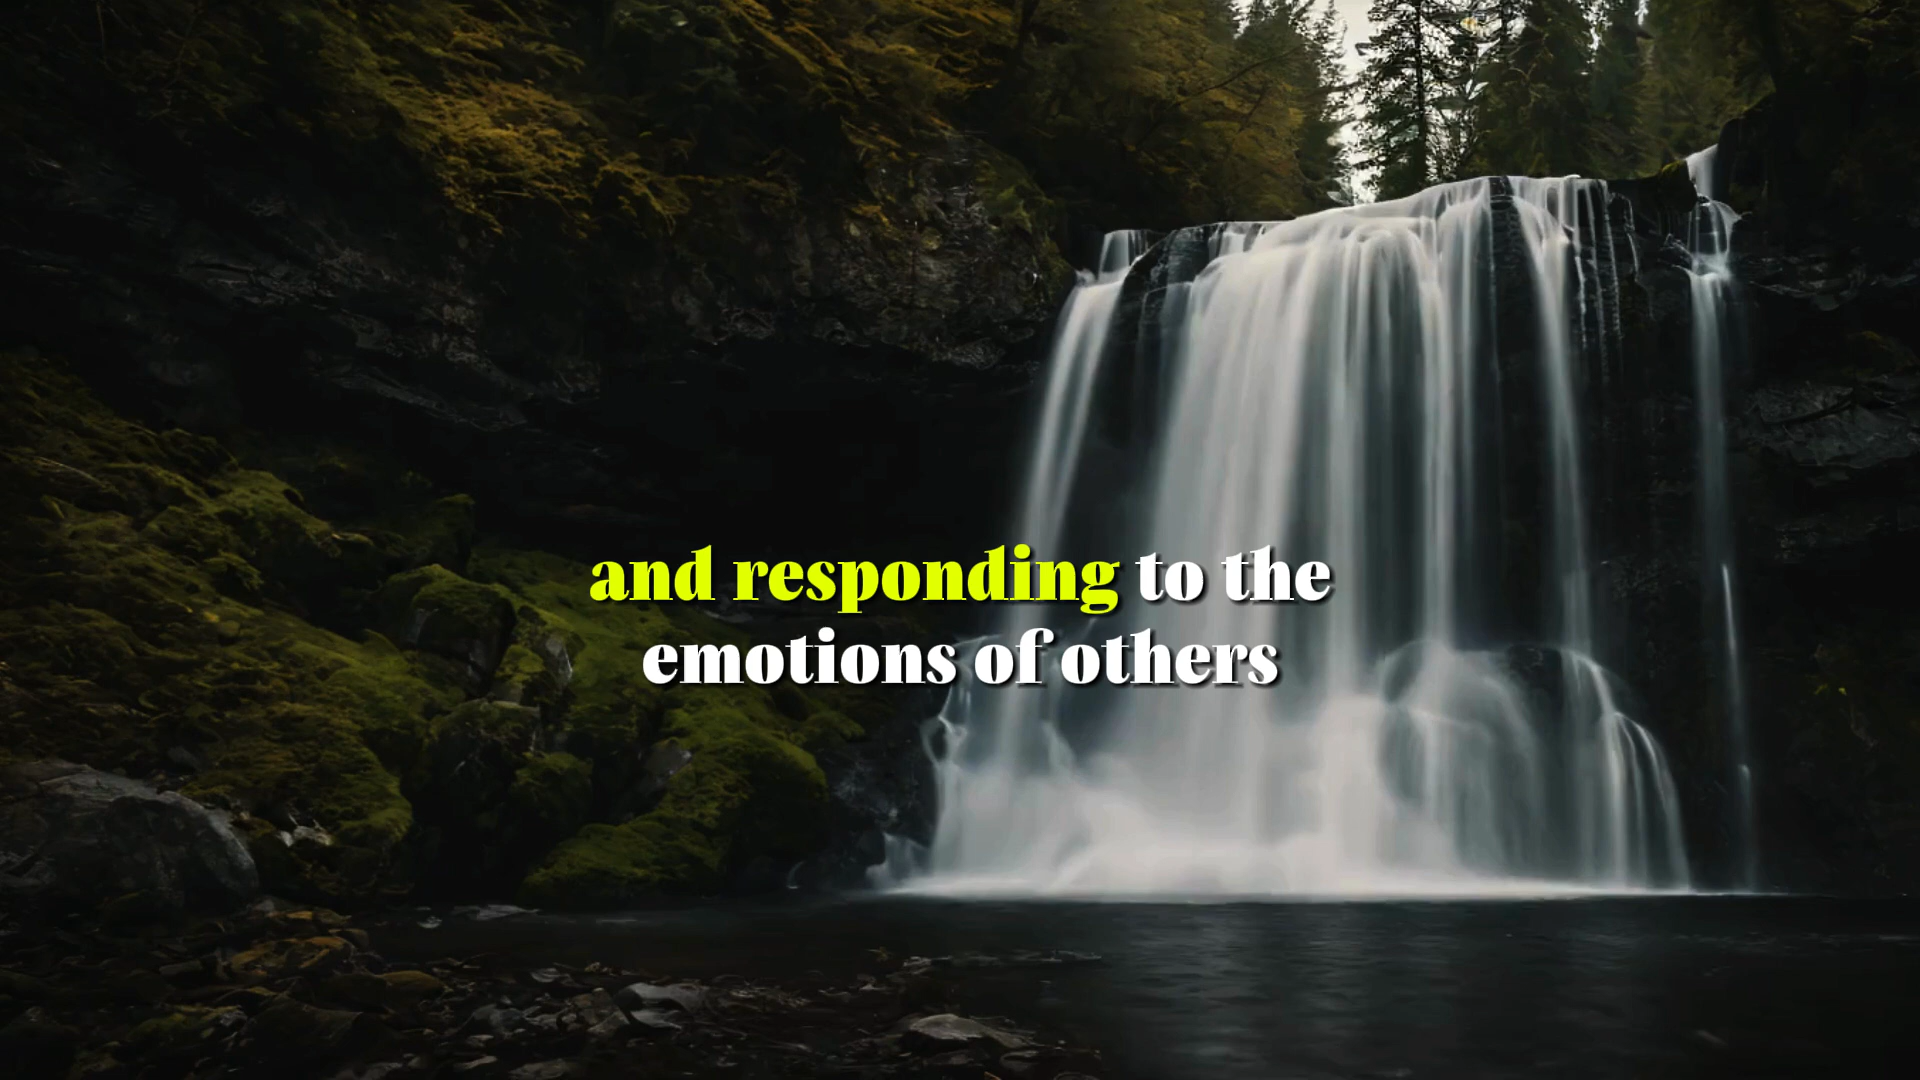 and responding to the
emotions of others